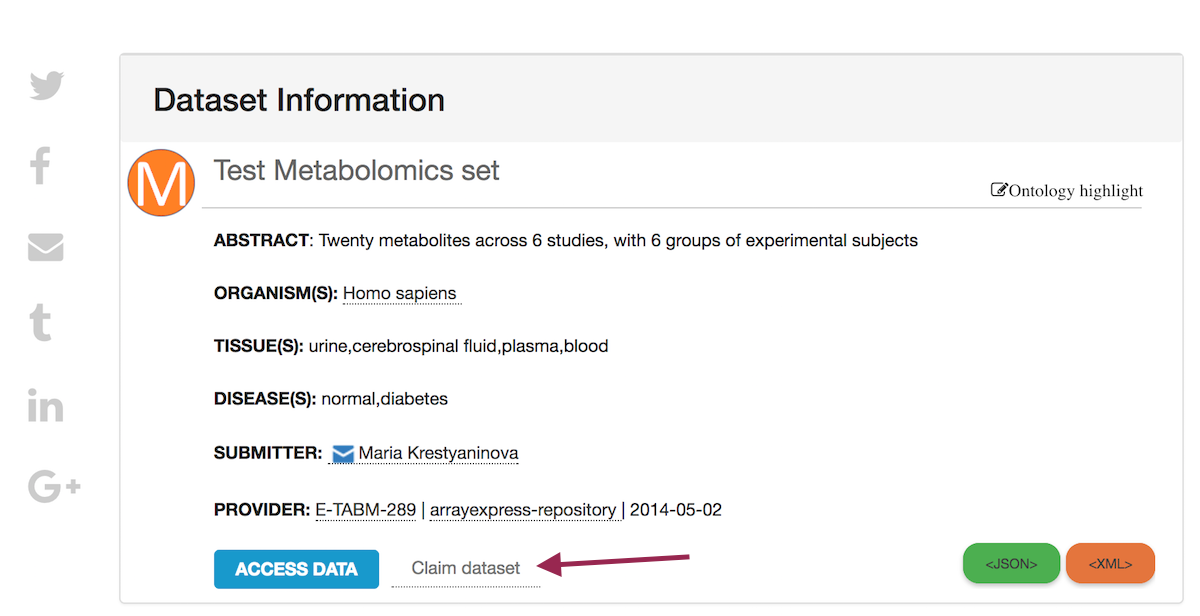 Dataset Information
M
Test Metabolomics set
Ontology highlight
ABSTRACT: Twenty metabolites across 6 studies, with 6 groups of experimental subjects
ORGANISM(S): Homo sapiens
TISSUE(S): urine,cerebrospinal fluid,plasma,blood
DISEASE(S): normal,diabetes
SUBMITTER: Maria Krestyaninova
PROVIDER: E-TABM-289 | arrayexpress-repository | 2014-05-02
ACCESS DATA Claim dataset <JSON> <XML>